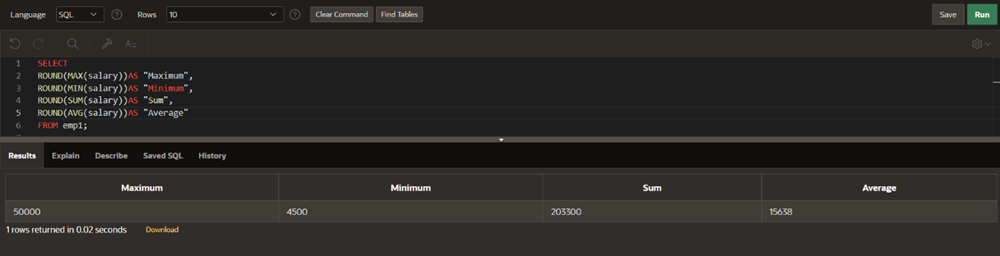 Language SQL Rows 10 Clear Command Find Tables Save Run
A
1 SELECT
2 ROUND(MAX(salary))AS "Maximum",
3 ROUND(MIN(salary))AS "Minimum",
4 ROUND(SUM(salary))AS "Sum",
5 ROUND(AVG(salary))AS "Average"
6 FROM emp1;
Results Explain Describe Saved SQL History
Maximum Minimum Sum Average
50000 4500 203300 15638
1 rows returned in 0.02 seconds Download